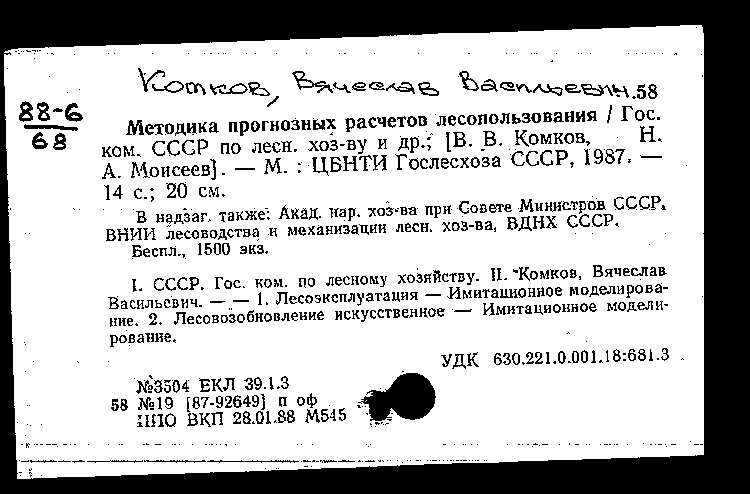 Комков, Вячеслав Васильевич.
58
88-6
68
Методика прогнозных расчетов лесопользования / Гос.
ком. СССР по лесн. хоз-ву и др.; [В. В. Комков, Н.
А. Моисеев]. — М. : ЦБНТИ Гослесхоза СССР, 1987. —
14 с.; 20 см.
В надзаг. также: Акад. нар. хоз-ва при Совете Министров СССР,
ВНИИ лесоводства и механизации лесн. хоз-ва, ВДНХ СССР.
Беспл., 1500 экз.
I. СССР. Гос. ком. по лесному хозяйству. II. Комков, Вячеслав
Васильевич. — — 1. Лесоэксплуатация — Имитационное моделирова-
ние. 2. Лесовозобновление искусственное — Имитационное модели-
рование.
УДК 630.221.0.001.18:681.3
№3504 ЕКЛ 39.1.3
58 №19 [87-92649] п оф
НПО ВКП 28.01.88 М545